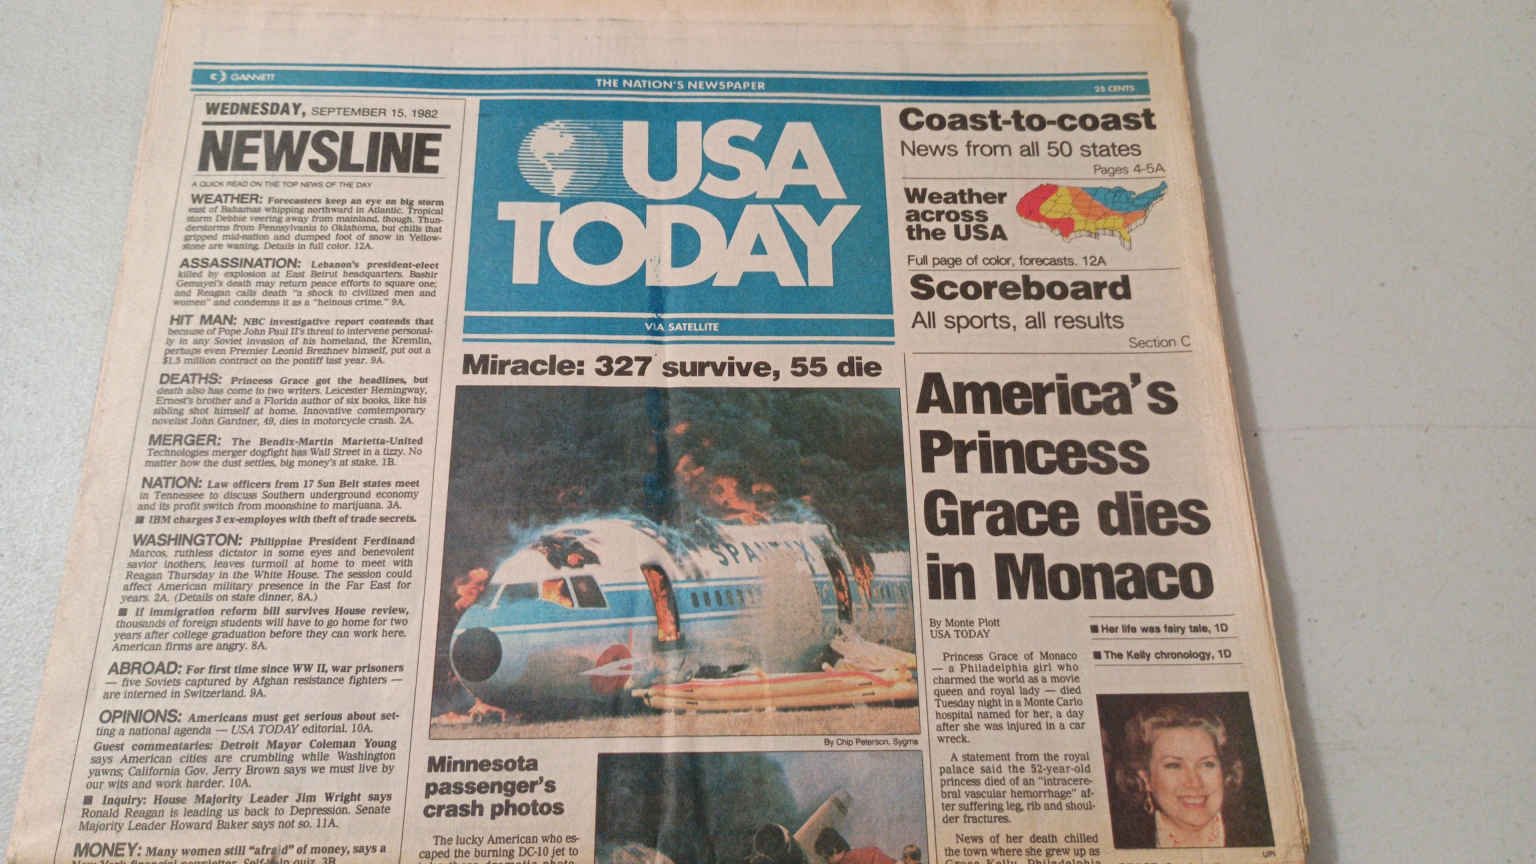 GANNETT
THE NATION'S NEWSPAPER
25 CENTS
WEDNESDAY, SEPTEMBER 15, 1982
NEWSLINE
A QUICK READ ON THE TOP NEWS OF THE DAY
WEATHER: Forecasters keep an eye on big storm
east of Bahamas whipping northward in Atlantic. Tropical
storm Debbie veering away from mainland, though. Thun-
derstorms from Pennsylvania to Oklahoma, but chills that
gripped mid-nation and dumped foot of snow in Yellow-
stone are waning. Details in full color. 12A.
ASSASSINATION: Lebanon's president-elect
killed by explosion at East Beirut headquarters. Bashir
Gemayel's death may return peace efforts to square one;
and Reagan calls death "a shock to civilized men and
women" and condemns it as a "heinous crime." 9A.
HIT MAN: NBC investigative report contends that
because of Pope John Paul II's threat to intervene personal-
ly in any Soviet invasion of his homeland, the Kremlin,
perhaps even Premier Leonid Brezhnev himself, put out a
$1.5 million contract on the pontiff last year. 9A.
DEATHS: Princess Grace got the headlines, but
death also has come to two writers. Leicester Hemingway,
Ernest's brother and a Florida author of six books, like his
sibling shot himself at home. Innovative comtemporary
novelist John Gardner, 49, dies in motorcycle crash. 2A.
MERGER: The Bendix-Martin Marietta-United
Technologies merger dogfight has Wall Street in a tizzy. No
matter how the dust settles, big money's at stake. 1B.
NATION: Law officers from 17 Sun Belt states meet
in Tennessee to discuss Southern underground economy
and its profit switch from moonshine to marijuana. 3A.
■ IBM charges 3 ex-employes with theft of trade secrets.
WASHINGTON: Philippine President Ferdinand
Marcos, ruthless dictator in some eyes and benevolent
savior inothers, leaves turmoil at home to meet with
Reagan Thursday in the White House. The session could
affect American military presence in the Far East for
years. 2A. (Details on state dinner, 8A.)
■ If immigration reform bill survives House review,
thousands of foreign students will have to go home for two
years after college graduation before they can work here.
American firms are angry. 8A.
ABROAD: For first time since WW II, war prisoners
— five Soviets captured by Afghan resistance fighters —
are interned in Switzerland. 9A.
OPINIONS: Americans must get serious about set-
ting a national agenda — USA TODAY editorial. 10A.
Guest commentaries: Detroit Mayor Coleman Young
says American cities are crumbling while Washington
yawns; California Gov. Jerry Brown says we must live by
our wits and work harder. 10A.
■ Inquiry: House Majority Leader Jim Wright says
Ronald Reagan is leading us back to Depression. Senate
Majority Leader Howard Baker says not so. 11A.
MONEY: Many women still "afraid" of money, says a
New York financial newsletter. Self-help quiz. 3B.
USA
TODAY
VIA SATELLITE
Miracle: 327 survive, 55 die
SPANTAX
By Chip Peterson, Sygma
Minnesota
passenger's
crash photos
The lucky American who es-
caped the burning DC-10 jet to
Coast-to-coast
News from all 50 states
Pages 4-5A
Weather
across
the USA
Full page of color, forecasts. 12A
Scoreboard
All sports, all results
Section C
America's
Princess
Grace dies
in Monaco
By Monte Plott
USA TODAY
Princess Grace of Monaco
— a Philadelphia girl who
charmed the world as a movie
queen and royal lady — died
Tuesday night in a Monte Carlo
hospital named for her, a day
after she was injured in a car
wreck.
A statement from the royal
palace said the 52-year-old
princess died of an "intracere-
bral vascular hemorrhage" af-
ter suffering leg, rib and shoul-
der fractures.
News of her death chilled
the town where she grew up as
Grace Kelly, Philadelphia
■ Her life was fairy tale, 1D
■ The Kelly chronology, 1D
UPI